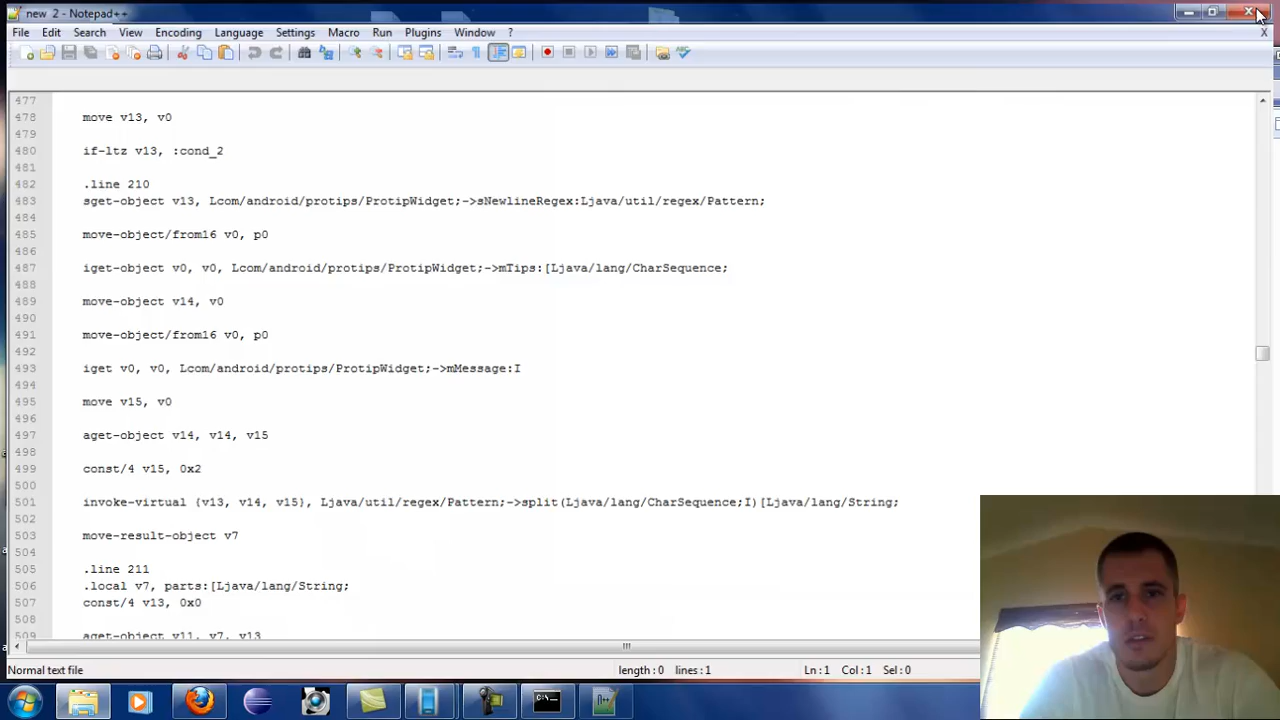 new 2 - Notepad++
File Edit Search View Encoding Language Settings Macro Run Plugins Window ? X
477
478 move v13, v0
479
480 if-ltz v13, :cond_2
481
482 .line 210
483 sget-object v13, Lcom/android/protips/ProtipWidget;->sNewlineRegex:Ljava/util/regex/Pattern;
484
485 move-object/from16 v0, p0
486
487 iget-object v0, v0, Lcom/android/protips/ProtipWidget;->mTips:[Ljava/lang/CharSequence;
488
489 move-object v14, v0
490
491 move-object/from16 v0, p0
492
493 iget v0, v0, Lcom/android/protips/ProtipWidget;->mMessage:I
494
495 move v15, v0
496
497 aget-object v14, v14, v15
498
499 const/4 v15, 0x2
500
501 invoke-virtual {v13, v14, v15}, Ljava/util/regex/Pattern;->split(Ljava/lang/CharSequence;I)[Ljava/lang/String;
502
503 move-result-object v7
504
505 .line 211
506 .local v7, parts:[Ljava/lang/String;
507 const/4 v13, 0x0
508
509 aget-object v11, v7, v13
Normal text file length:0 lines:1 Ln:1 Col:1 Sel:0